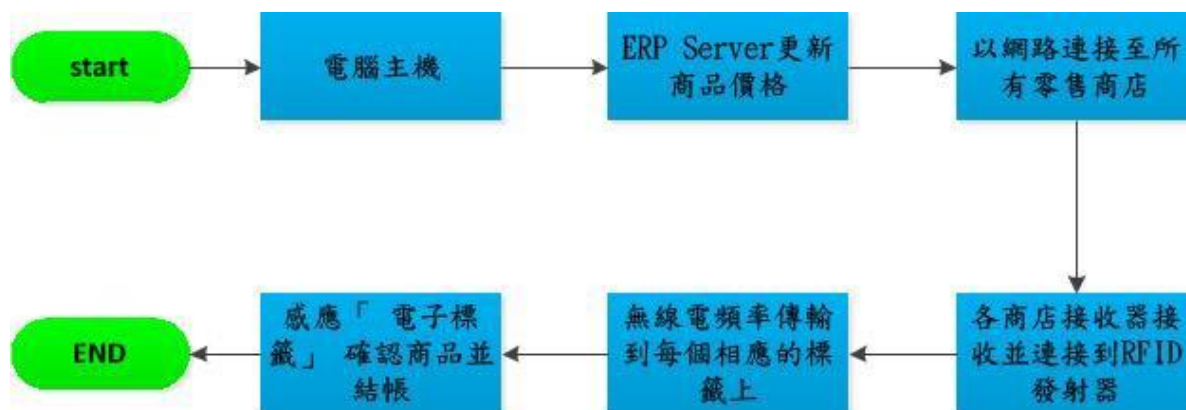 start
電腦主機
ERP Server更新
商品價格
以網路連接至所
有零售商店
各商店接收器接
收並連接到RFID
發射器
無線電頻率傳輸
到每個相應的標
籤上
感應「 電子標
籤」 確認商品並
結帳
END